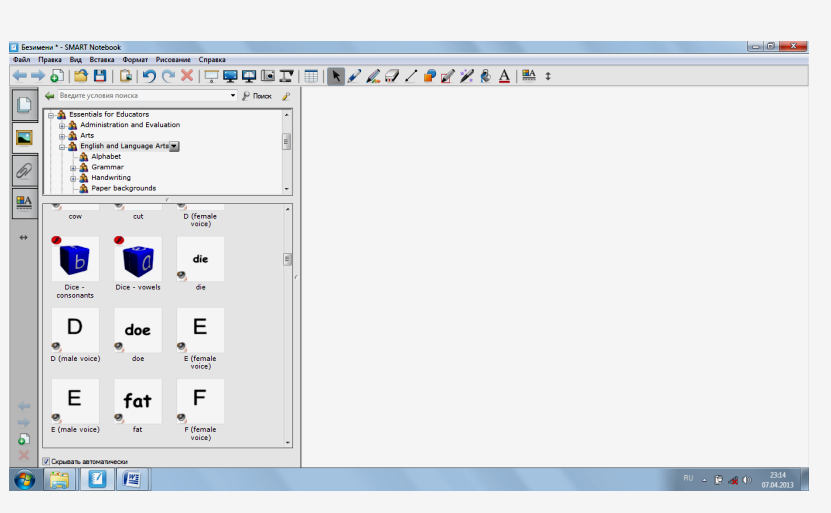 Безимени * - SMART Notebook
Файл Правка Вид Вставка Формат Рисование Справка
Введите условия поиска
Поиск
Essentials for Educators
Administration and Evaluation
Arts
English and Language Arts
Alphabet
Grammar
Handwriting
Paper backgrounds
cow
cut
D (female voice)
b
a
die
Dice - consonants
Dice - vowels
die
D
doe
E
D (male voice)
doe
E (female voice)
E
fat
F
E (male voice)
fat
F (female voice)
Скрывать автоматически
RU
23:14
07.04.2013